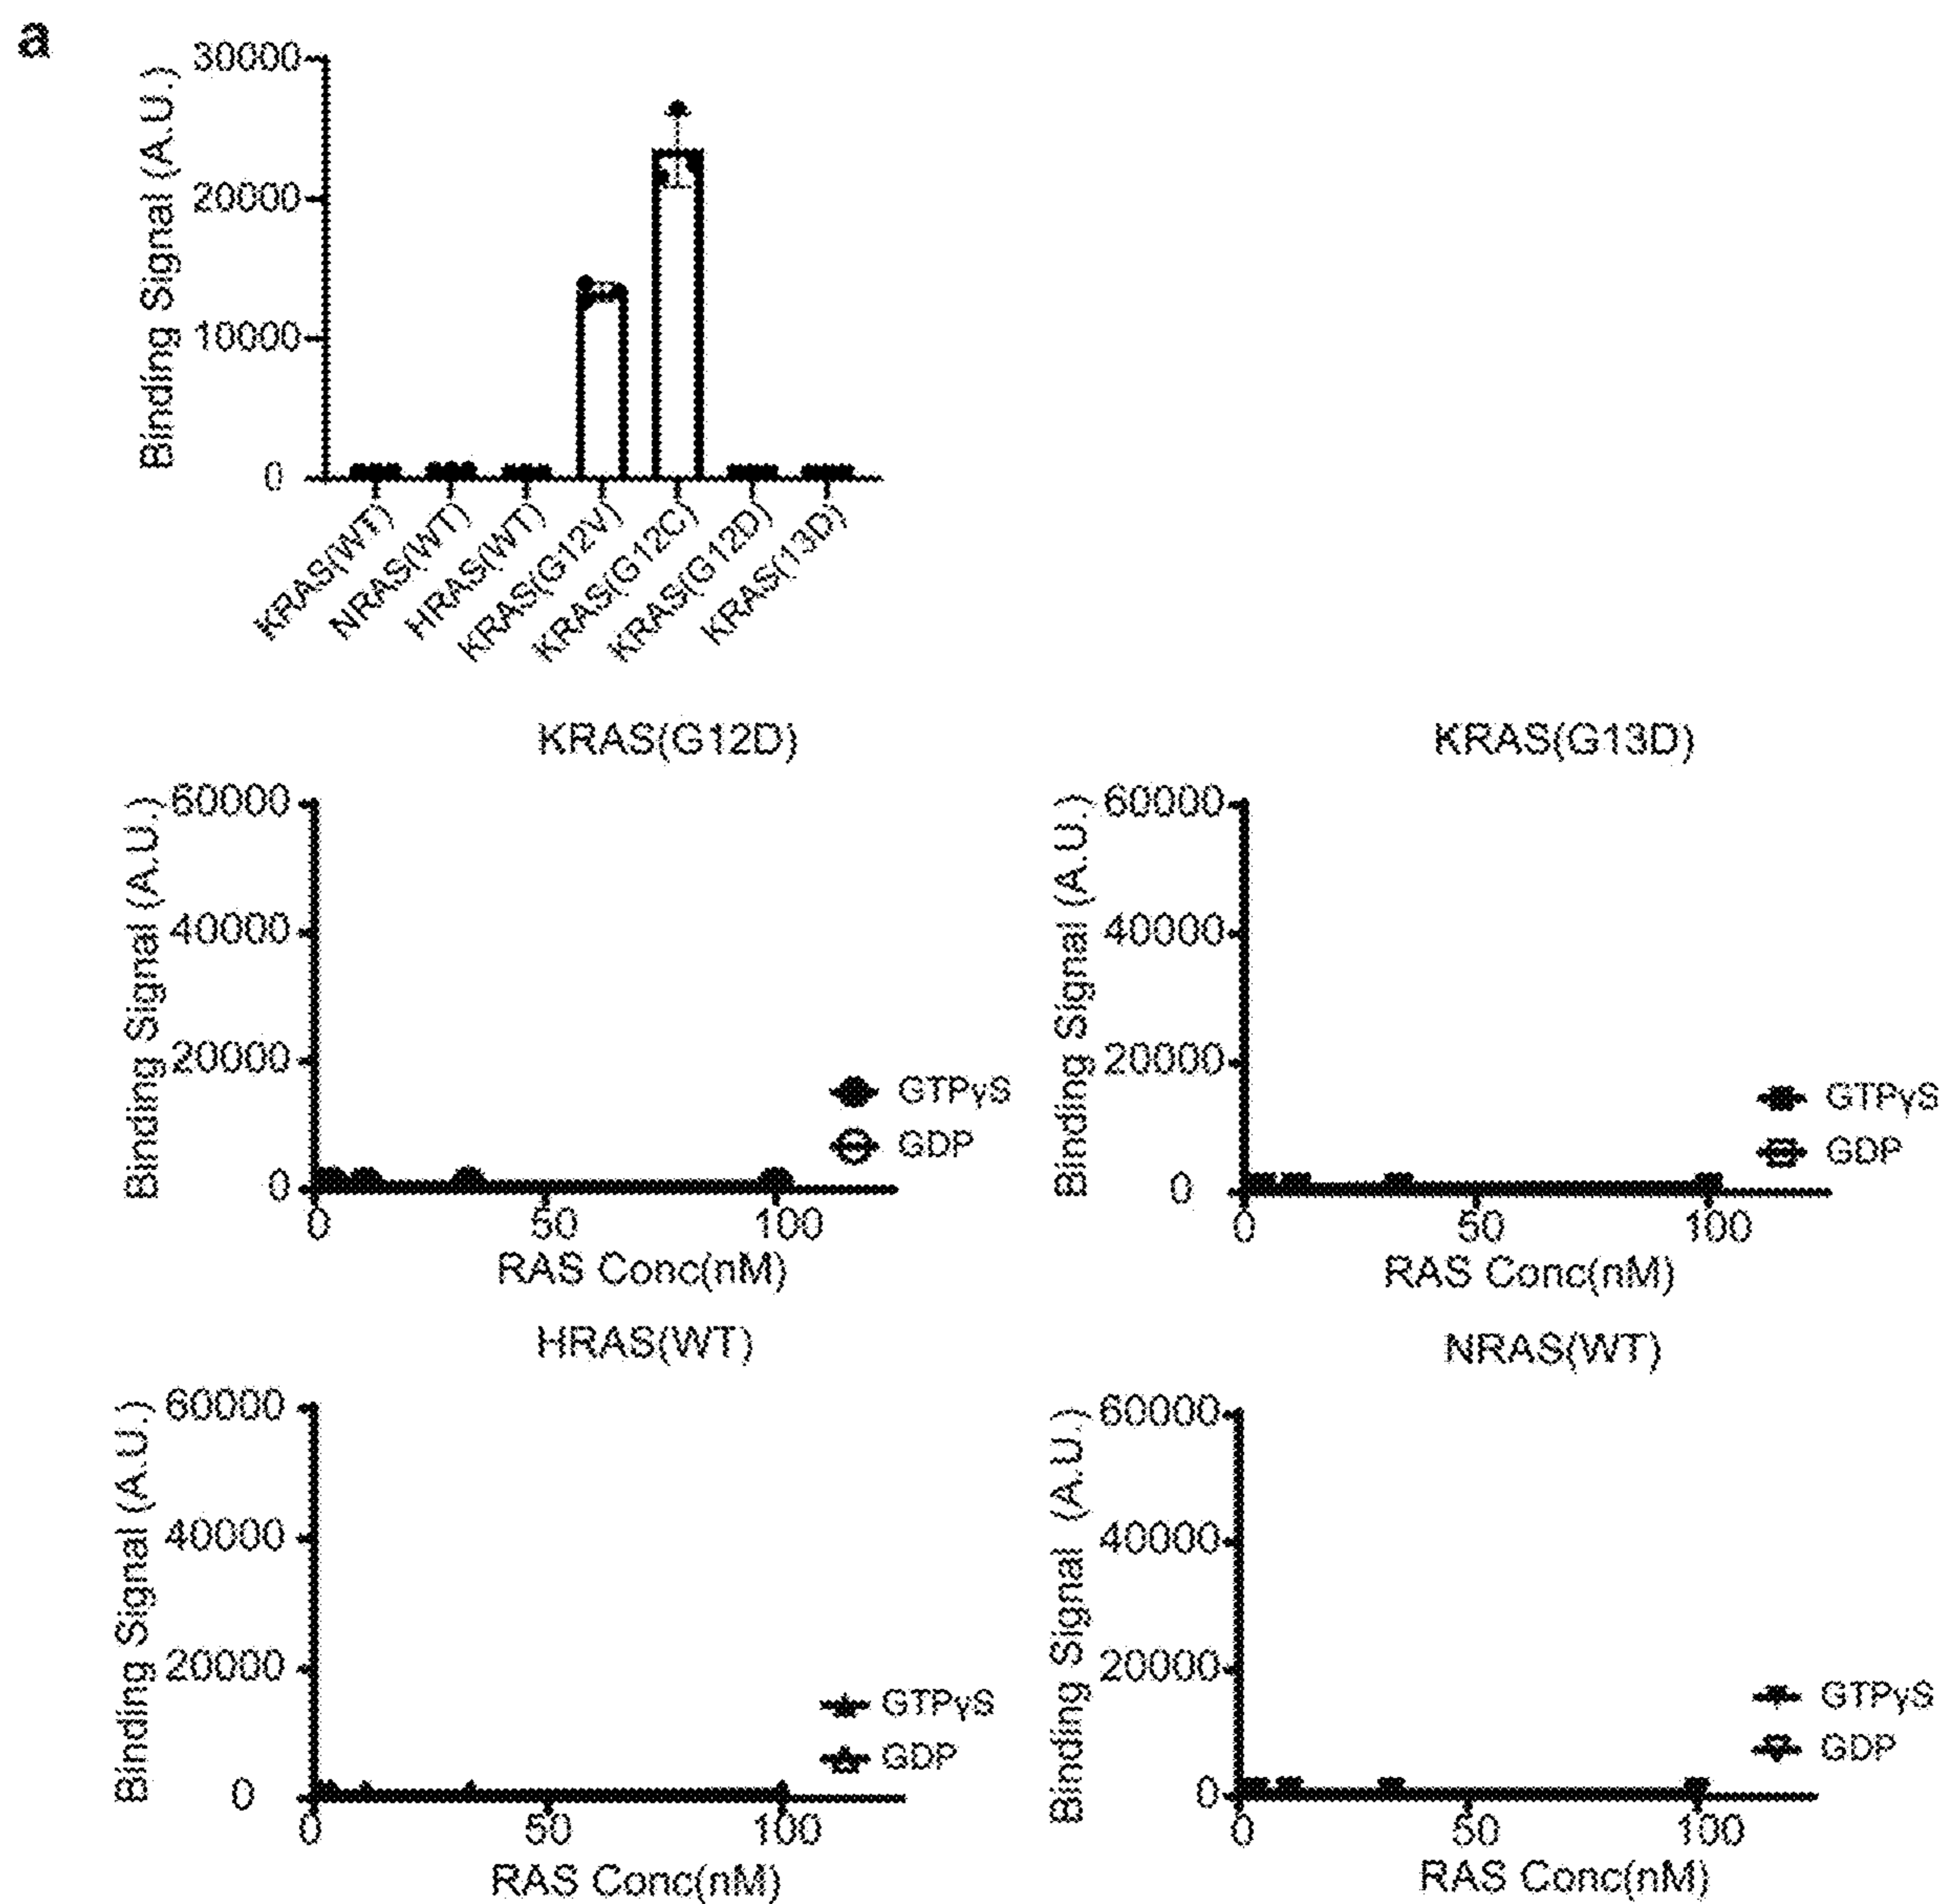 a
Binding Signal (A.U.)
30000
20000
10000
0
KRAS(WT)
NRAS(WT)
HRAS(WT)
KRAS(G12V)
KRAS(G12C)
KRAS(G12D)
KRAS(13D)
KRAS(G12D)
Binding Signal (A.U.)
60000
40000
20000
0
0 50 100
RAS Conc(nM)
GTPγS
GDP
KRAS(G13D)
Binding Signal (A.U.)
60000
40000
20000
0
0 50 100
RAS Conc(nM)
GTPγS
GDP
HRAS(WT)
Binding Signal (A.U.)
60000
40000
20000
0
0 50 100
RAS Conc(nM)
GTPγS
GDP
NRAS(WT)
Binding Signal (A.U.)
60000
40000
20000
0
0 50 100
RAS Conc(nM)
GTPγS
GDP